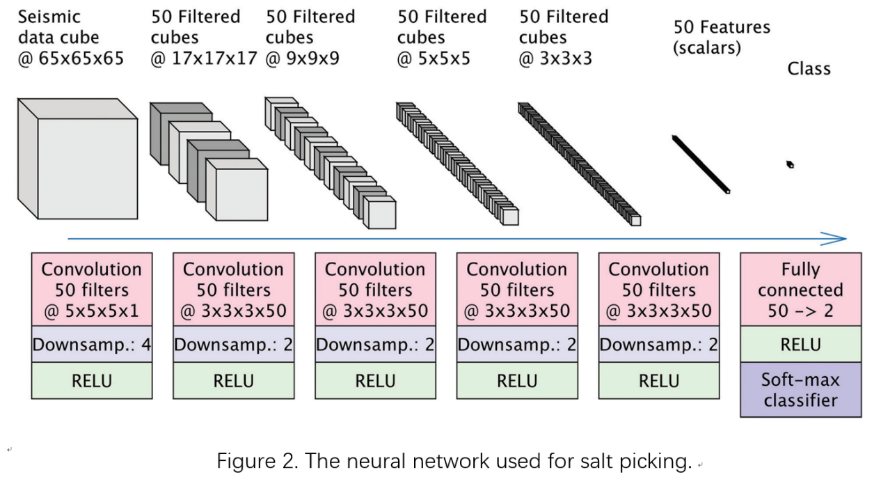 Seismic
data cube
@ 65x65x65
50 Filtered
cubes
@ 17x17x17
50 Filtered
cubes
@ 9x9x9
50 Filtered
cubes
@ 5x5x5
50 Filtered
cubes
@ 3x3x3
50 Features
(scalars)
Class
Convolution
50 filters
@ 5x5x5x1
Downsamp.: 4
RELU
Convolution
50 filters
@ 3x3x3x50
Downsamp.: 2
RELU
Convolution
50 filters
@ 3x3x3x50
Downsamp.: 2
RELU
Convolution
50 filters
@ 3x3x3x50
Downsamp.: 2
RELU
Convolution
50 filters
@ 3x3x3x50
Downsamp.: 2
RELU
Fully
connected
50 -> 2
RELU
Soft-max
classifier
Figure 2. The neural network used for salt picking.